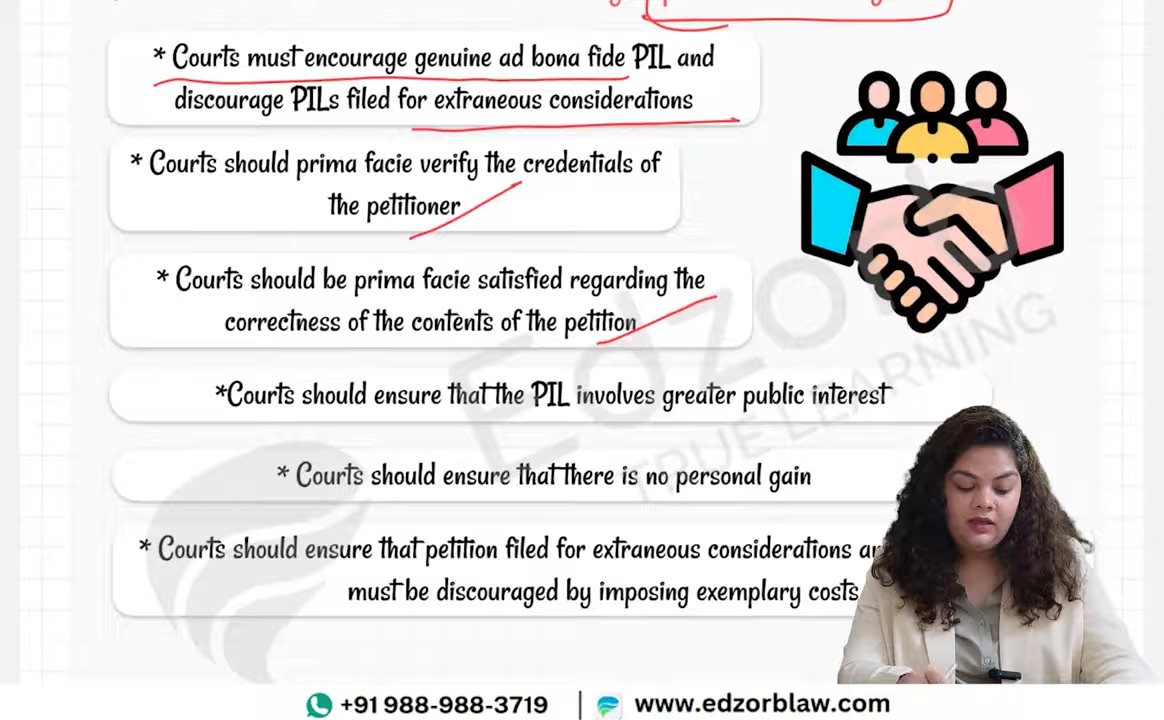 * Courts must encourage genuine ad bona fide PIL and
discourage PILs filed for extraneous considerations
* Courts should prima facie verify the credentials of
the petitioner
* Courts should be prima facie satisfied regarding the
correctness of the contents of the petition
*Courts should ensure that the PIL involves greater public interest
* Courts should ensure that there is no personal gain
* Courts should ensure that petition filed for extraneous considerations
must be discouraged by imposing exemplary costs
Edzorb
TRUE LEARNING
+91 988-988-3719 | www.edzorblaw.com